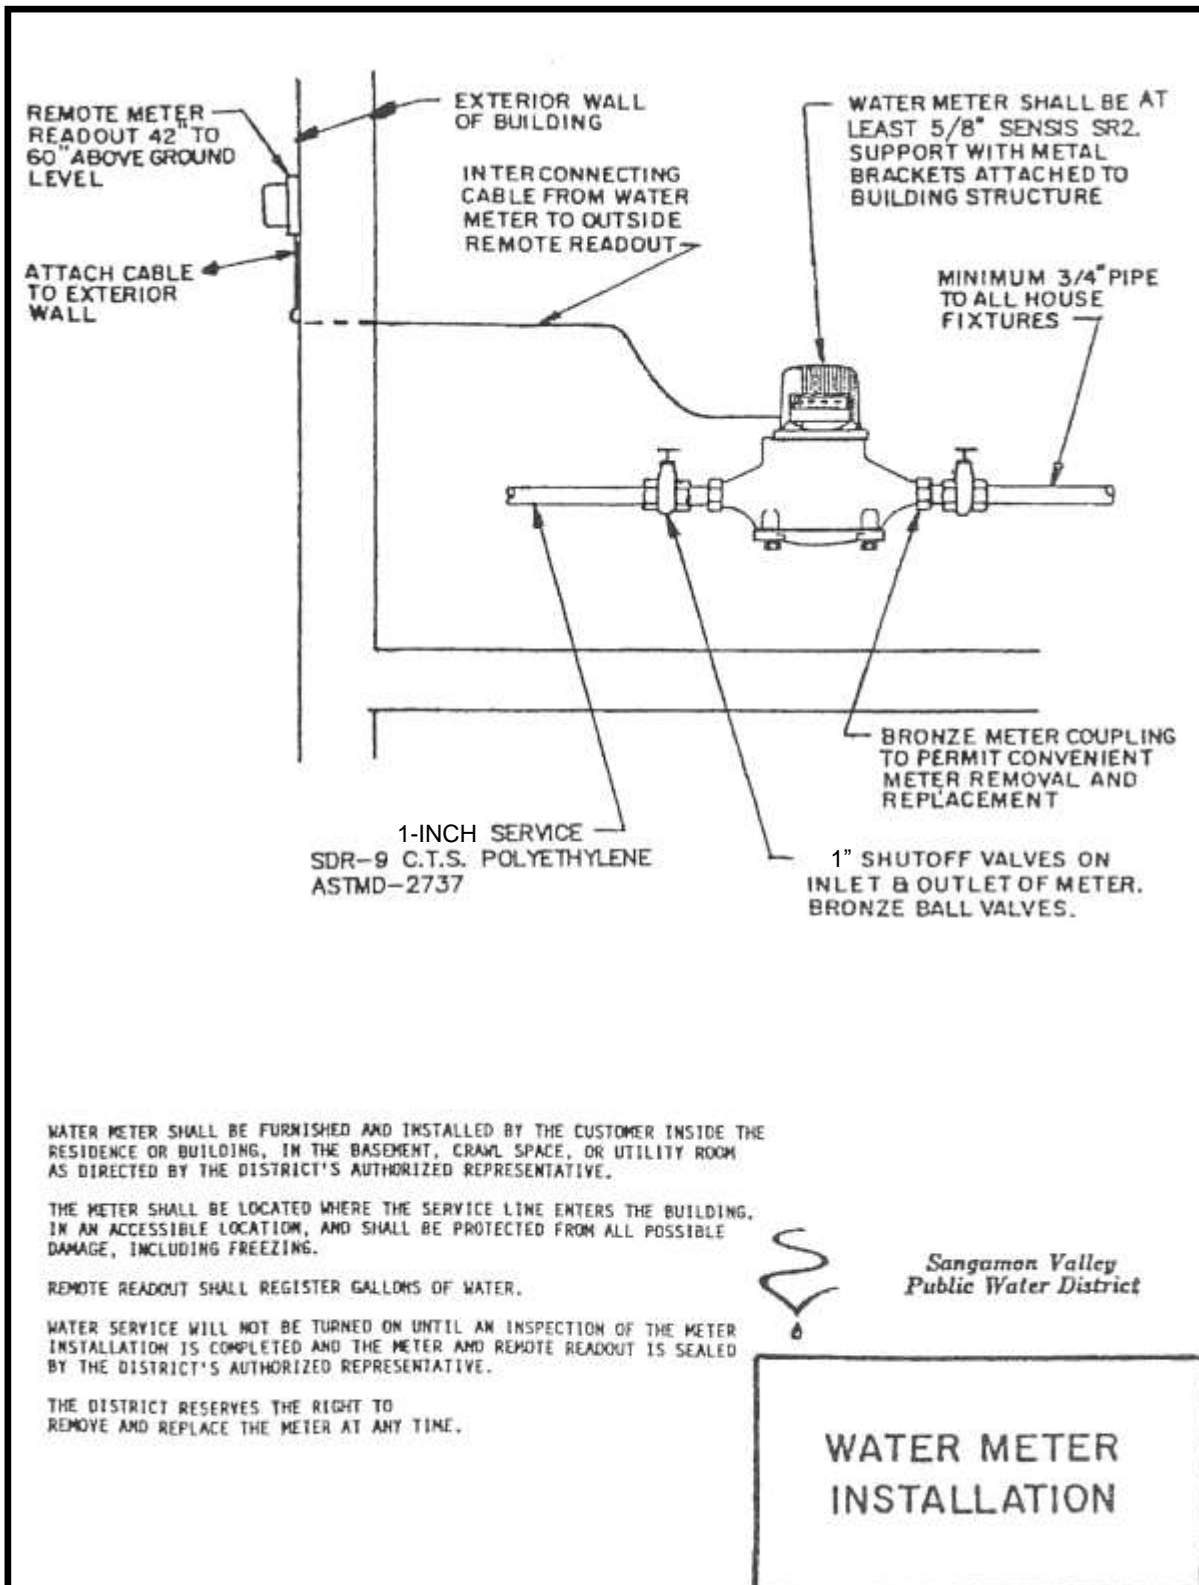 REMOTE METER
READOUT 42" TO
60" ABOVE GROUND
LEVEL
EXTERIOR WALL
OF BUILDING
WATER METER SHALL BE AT
LEAST 5/8" SENSIS SR2.
SUPPORT WITH METAL
BRACKETS ATTACHED TO
BUILDING STRUCTURE
INTERCONNECTING
CABLE FROM WATER
METER TO OUTSIDE
REMOTE READOUT
ATTACH CABLE
TO EXTERIOR
WALL
MINIMUM 3/4" PIPE
TO ALL HOUSE
FIXTURES
BRONZE METER COUPLING
TO PERMIT CONVENIENT
METER REMOVAL AND
REPLACEMENT
1-INCH SERVICE
SDR-9 C.T.S. POLYETHYLENE
ASTMD-2737
1” SHUTOFF VALVES ON
INLET & OUTLET OF METER.
BRONZE BALL VALVES.
WATER METER SHALL BE FURNISHED AND INSTALLED BY THE CUSTOMER INSIDE THE
RESIDENCE OR BUILDING, IN THE BASEMENT, CRAWL SPACE, OR UTILITY ROOM
AS DIRECTED BY THE DISTRICT'S AUTHORIZED REPRESENTATIVE.
THE METER SHALL BE LOCATED WHERE THE SERVICE LINE ENTERS THE BUILDING,
IN AN ACCESSIBLE LOCATION, AND SHALL BE PROTECTED FROM ALL POSSIBLE
DAMAGE, INCLUDING FREEZING.
REMOTE READOUT SHALL REGISTER GALLONS OF WATER.
WATER SERVICE WILL NOT BE TURNED ON UNTIL AN INSPECTION OF THE METER
INSTALLATION IS COMPLETED AND THE METER AND REMOTE READOUT IS SEALED
BY THE DISTRICT'S AUTHORIZED REPRESENTATIVE.
THE DISTRICT RESERVES THE RIGHT TO
REMOVE AND REPLACE THE METER AT ANY TIME.
Sangamon Valley
Public Water District
WATER METER
INSTALLATION